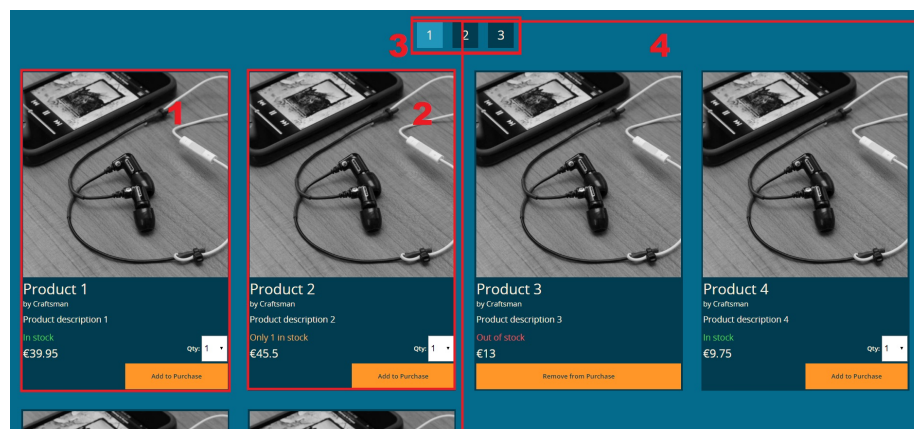 1 2 3
3
4
1
2
Product 1
by Craftsman
Product description 1
In stock
€39.95
Qty: 1
Add to Purchase
Product 2
by Craftsman
Product description 2
Only 1 in stock
€45.5
Qty: 1
Add to Purchase
Product 3
by Craftsman
Product description 3
Out of stock
€13
Remove from Purchase
Product 4
by Craftsman
Product description 4
In stock
€9.75
Qty: 1
Add to Purchase